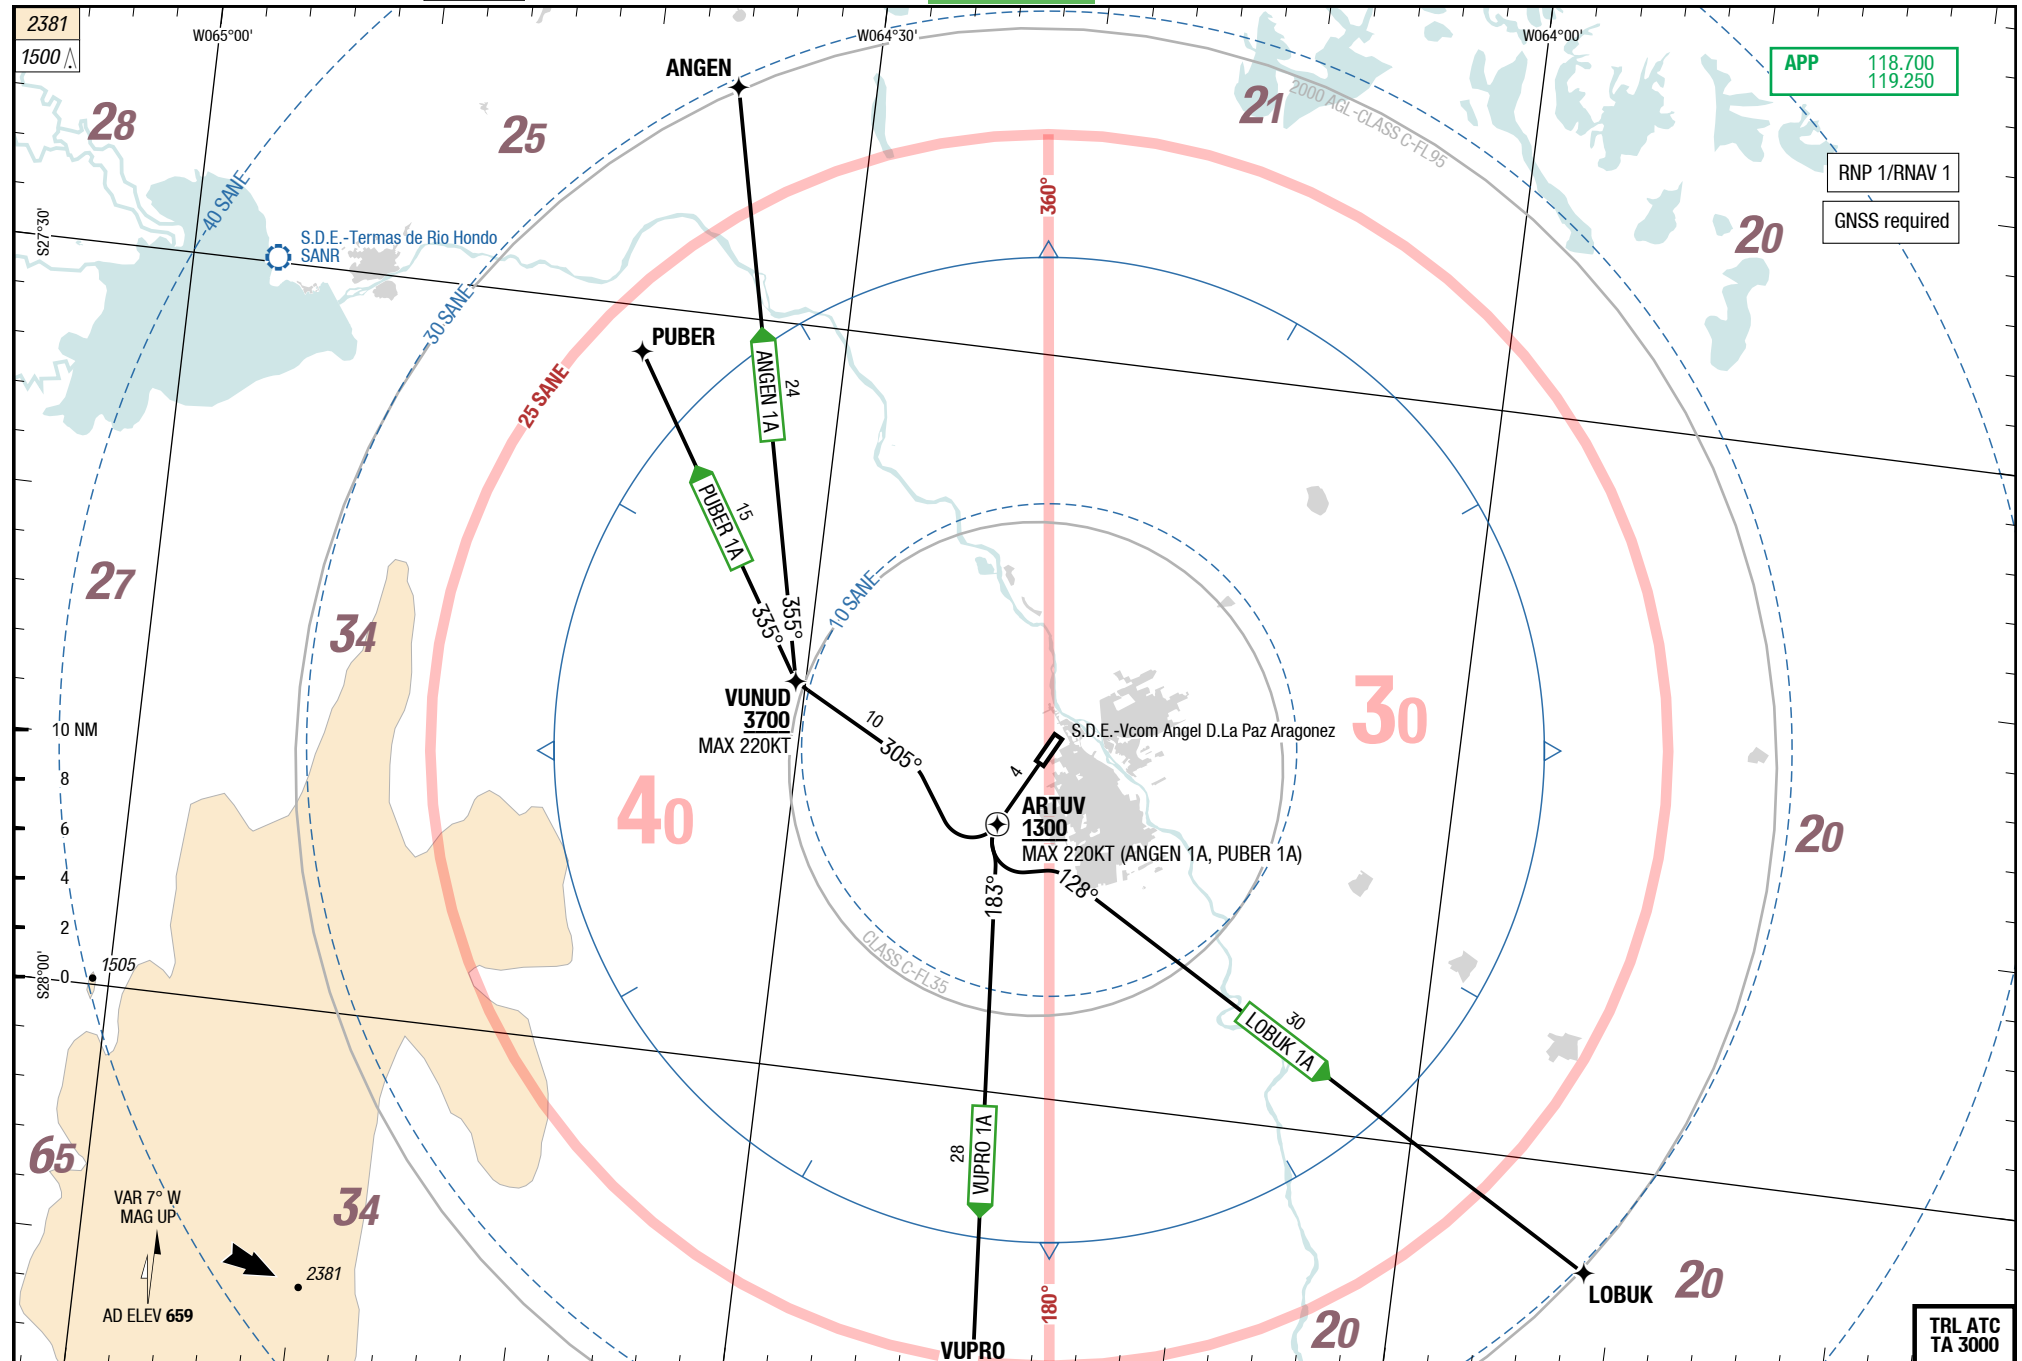 2381
1500
W065°00'
W064°30'
W064°00'
ANGEN
APP 118.700
119.250
28
25
21
2000 AGL-CLASS C-FL95
RNP 1/RNAV 1
GNSS required
40 SANE
360°
20
S27°30'
S.D.E.-Termas de Rio Hondo
SANR
30 SANE
PUBER
25 SANE
ANGEN 1A
24
PUBER 1A
15
27
34
335°
355°
10 SANE
VUNUD
3700
MAX 220KT
10
305°
30
S.D.E.-Vcom Angel D.La Paz Aragonez
4
40
ARTUV
1300
MAX 220KT (ANGEN 1A, PUBER 1A)
20
10 NM
8
6
4
2
0
183°
128°
CLASS C-FL35
1505
S28°00'
30
LOBUK 1A
28
VUPRO 1A
65
34
VAR 7° W
MAG UP
2381
AD ELEV 659
180°
20
LOBUK
20
VUPRO
TRL ATC
TA 3000